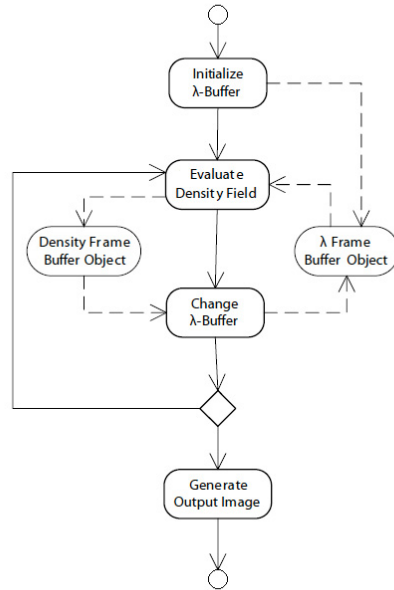 Initialize
λ-Buffer
Evaluate
Density Field
Density Frame
Buffer Object
λ Frame
Buffer Object
Change
λ-Buffer
Generate
Output Image